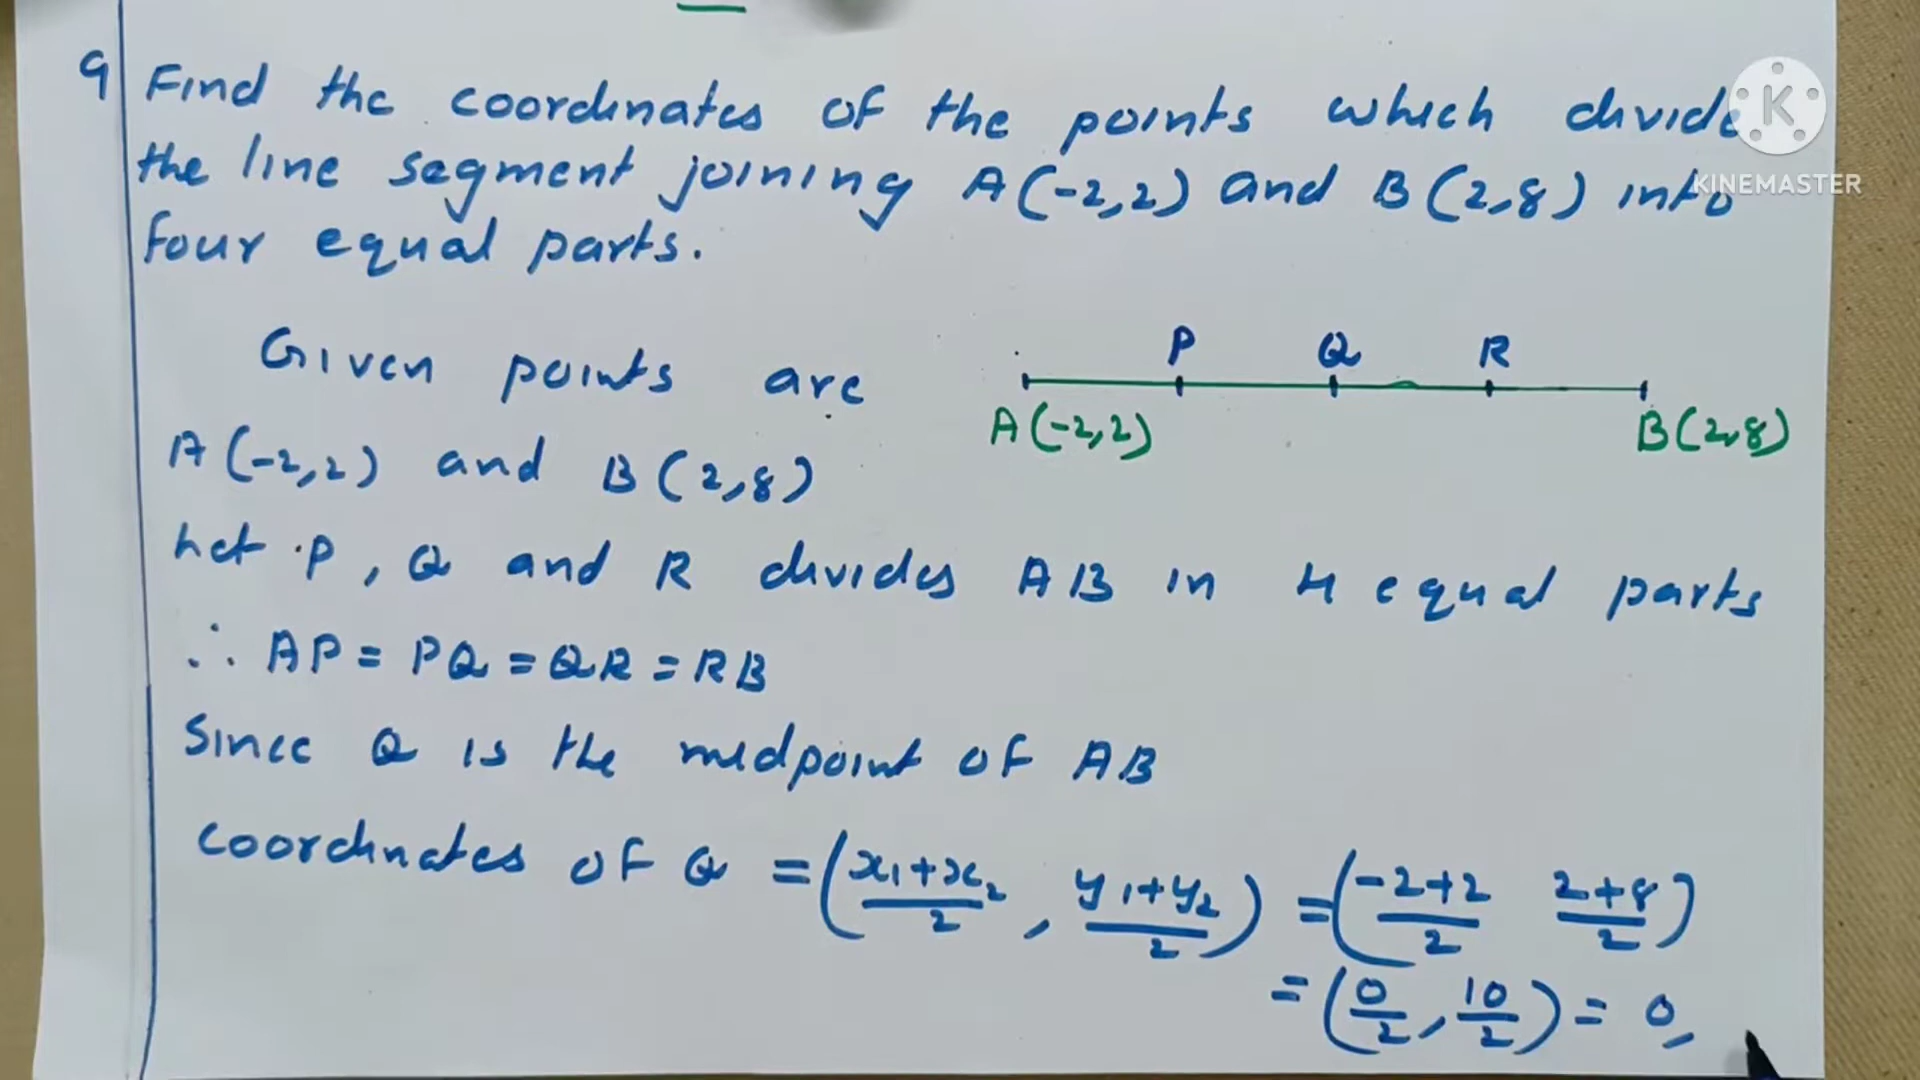 9 Find the coordinates of the points which divide
the line segment joining A(-2,2) and B(2,8) into
four equal parts.
K
KINEMASTER
Given points are
P Q R
A(-2,2) B(2,8)
A(-2,2) and B(2,8)
Let P, Q and R divides AB in 4 equal parts
∴ AP = PQ = QR = RB
Since Q is the midpoint of AB
Coordinates of Q = (x₁+x₂/2, y₁+y₂/2) = (-2+2/2 2+8/2)
= (0/2, 10/2) = 0,